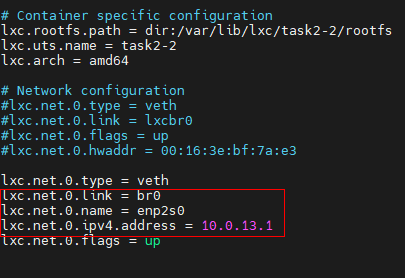 # Container specific configuration
lxc.rootfs.path = dir:/var/lib/lxc/task2-2/rootfs
lxc.uts.name = task2-2
lxc.arch = amd64
# Network configuration
#lxc.net.0.type = veth
#lxc.net.0.link = lxcbr0
#lxc.net.0.flags = up
#lxc.net.0.hwaddr = 00:16:3e:bf:7a:e3
lxc.net.0.type = veth
lxc.net.0.link = br0
lxc.net.0.name = enp2s0
lxc.net.0.ipv4.address = 10.0.13.1
lxc.net.0.flags = up